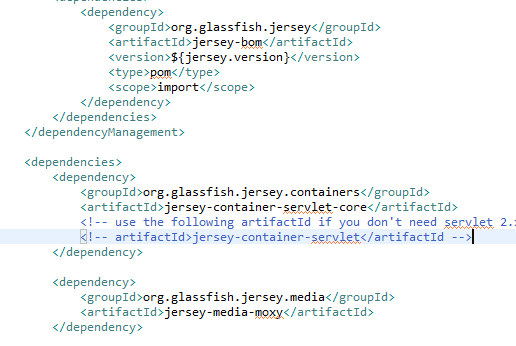 <dependencies>
<dependency>
<groupId>org.glassfish.jersey</groupId>
<artifactId>jersey-bom</artifactId>
<version>${jersey.version}</version>
<type>pom</type>
<scope>import</scope>
</dependency>
</dependencies>
</dependencyManagement>
<dependencies>
<dependency>
<groupId>org.glassfish.jersey.containers</groupId>
<artifactId>jersey-container-servlet-core</artifactId>
<!-- use the following artifactId if you don't need servlet 2.x
<!-- artifactId>jersey-container-servlet</artifactId -->
</dependency>
<dependency>
<groupId>org.glassfish.jersey.media</groupId>
<artifactId>jersey-media-moxy</artifactId>
</dependency>